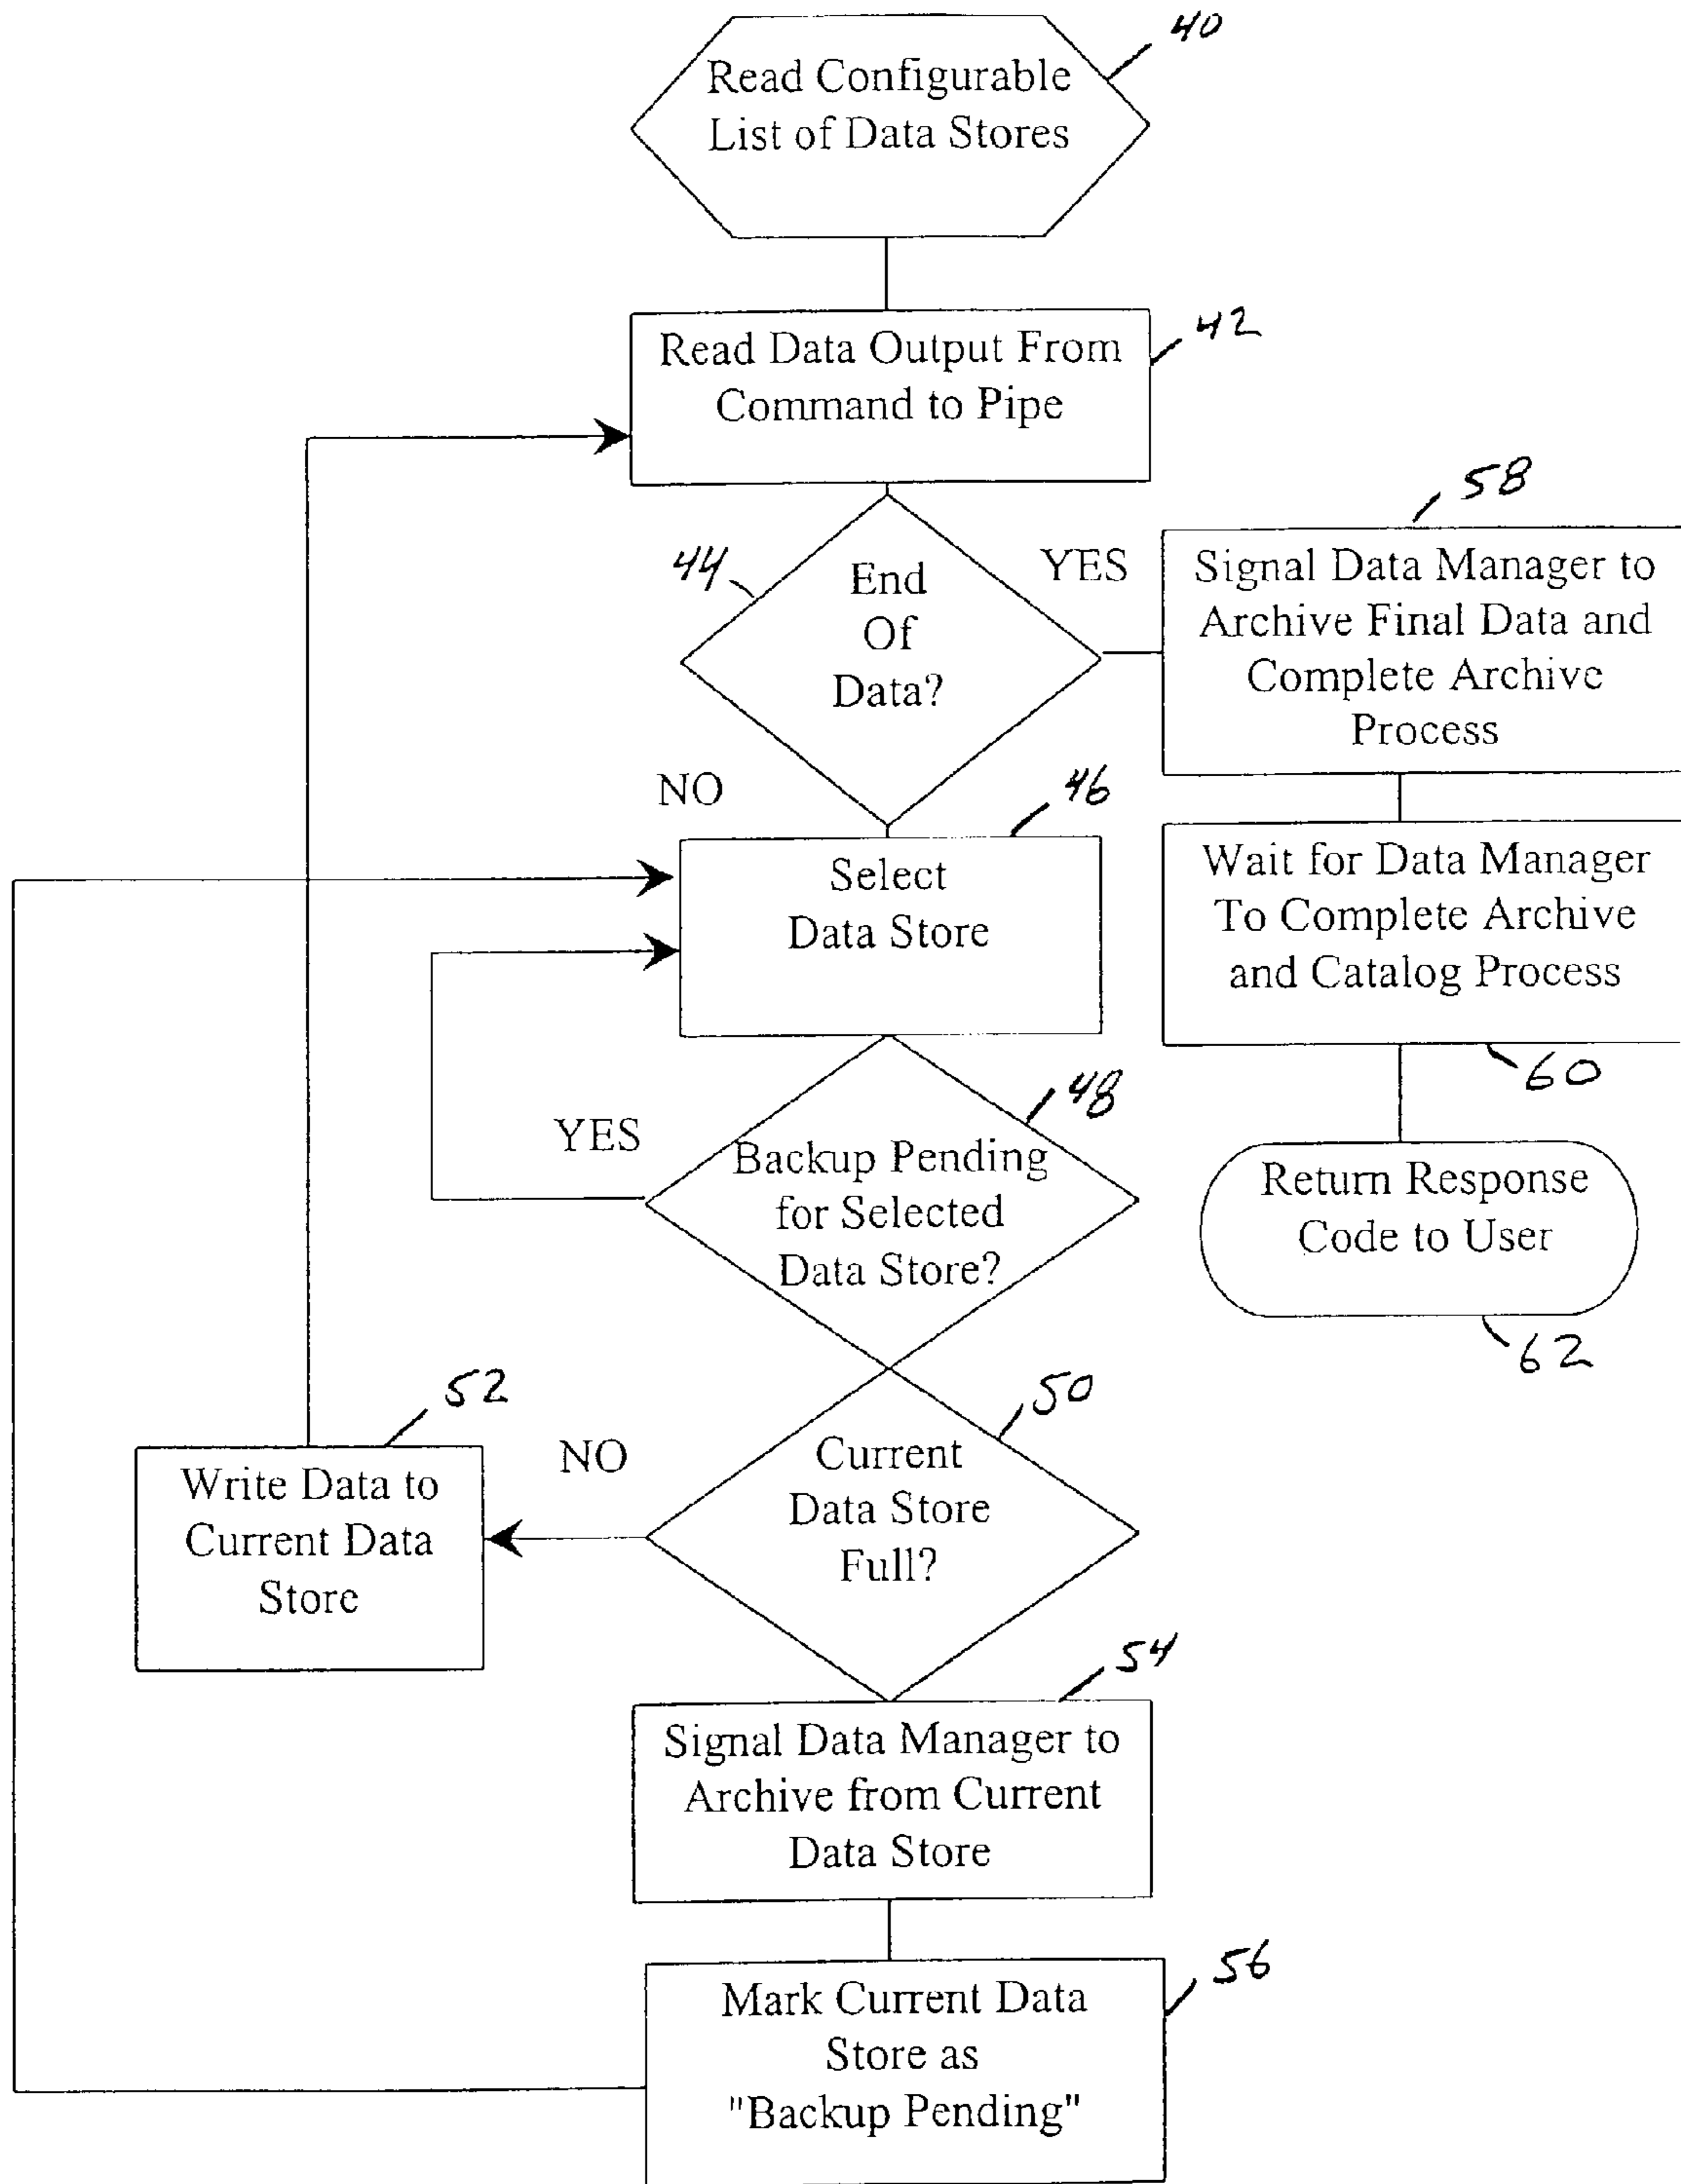 40
Read Configurable
List of Data Stores
42
Read Data Output From
Command to Pipe
44
End
Of
Data?
YES
NO
58
Signal Data Manager to
Archive Final Data and
Complete Archive
Process
46
Select
Data Store
Wait for Data Manager
To Complete Archive
and Catalog Process
60
48
YES
Backup Pending
for Selected
Data Store?
Return Response
Code to User
62
52
Write Data to
Current Data
Store
NO
50
Current
Data Store
Full?
54
Signal Data Manager to
Archive from Current
Data Store
56
Mark Current Data
Store as
"Backup Pending"